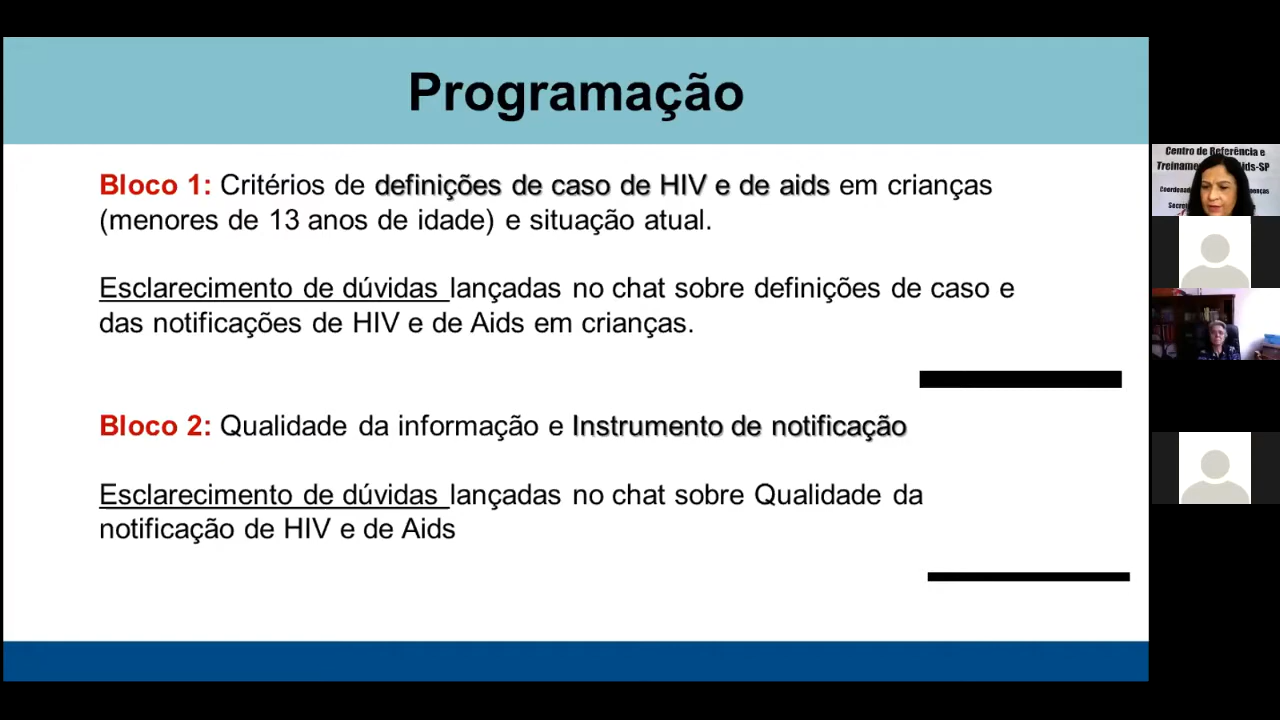 Programação
Bloco 1: Critérios de definições de caso de HIV e de aids em crianças
(menores de 13 anos de idade) e situação atual.
Esclarecimento de dúvidas lançadas no chat sobre definições de caso e
das notificações de HIV e de Aids em crianças.
Bloco 2: Qualidade da informação e Instrumento de notificação
Esclarecimento de dúvidas lançadas no chat sobre Qualidade da
notificação de HIV e de Aids
Centro de Referência e